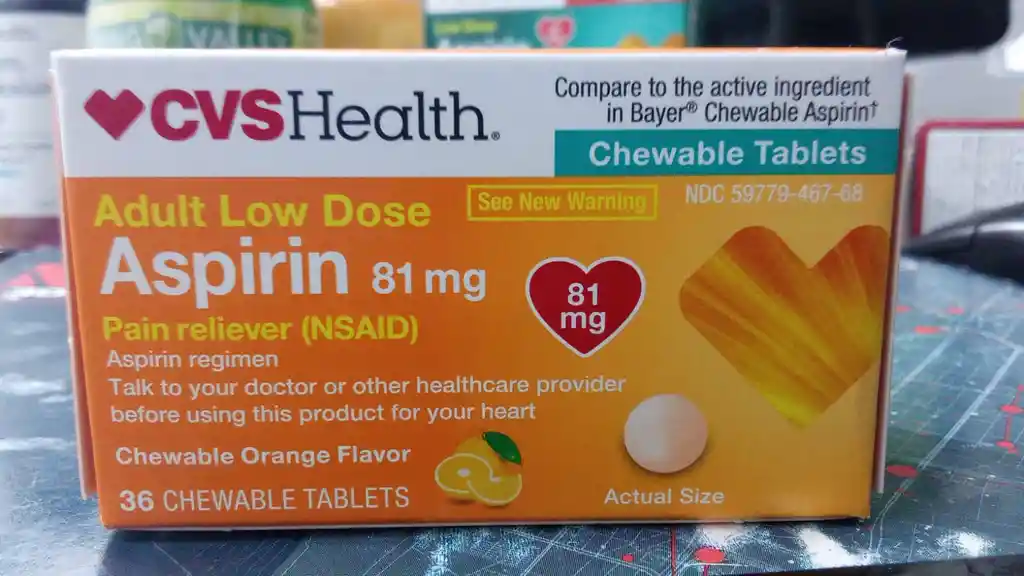 CVSHealth®
Compare to the active ingredient
in Bayer® Chewable Aspirin†
Chewable Tablets
Adult Low Dose
See New Warning
NDC 59779-467-68
Aspirin 81 mg
81
mg
Pain reliever (NSAID)
Aspirin regimen
Talk to your doctor or other healthcare provider
before using this product for your heart
Chewable Orange Flavor
36 CHEWABLE TABLETS
Actual Size